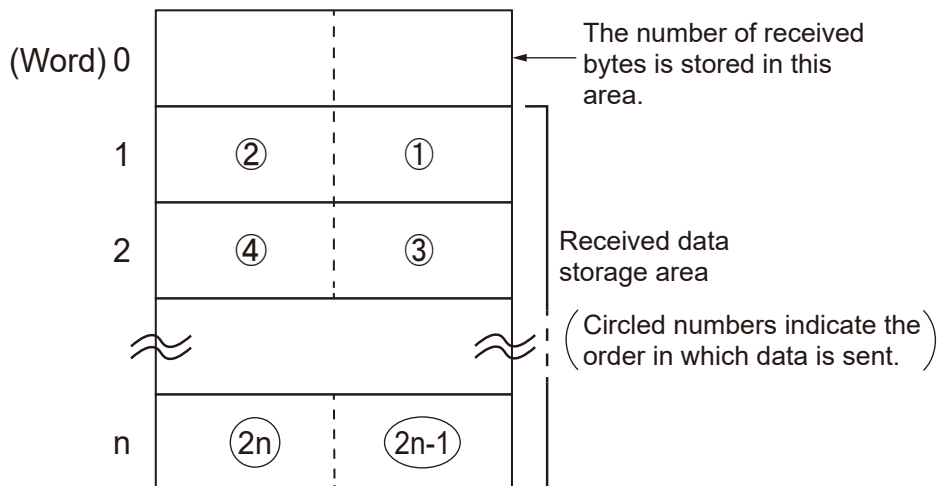 (Word) 0
The number of received
bytes is stored in this
area.
1 ② ①
2 ④ ③
Received data
storage area
(Circled numbers indicate the
order in which data is sent.)
n 2n 2n-1